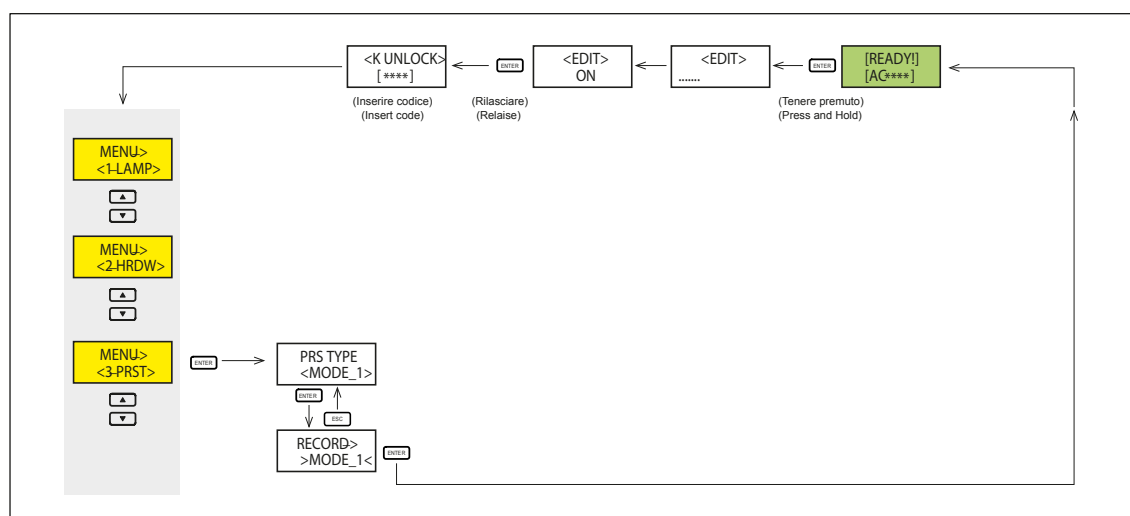 <K UNLOCK>
[****]
ENTER
<EDIT>
ON
<EDIT>
.......
ENTER
[READY!]
[AC****]
(Inserire codice)
(Insert code)
(Rilasciare)
(Relaise)
(Tenere premuto)
(Press and Hold)
MENU->
<1-LAMP>
MENU->
<2-HRDW>
MENU->
<3-PRST>
ENTER
PRS TYPE
<MODE_1>
ENTER
ESC
RECORD->
>MODE_1<
ENTER